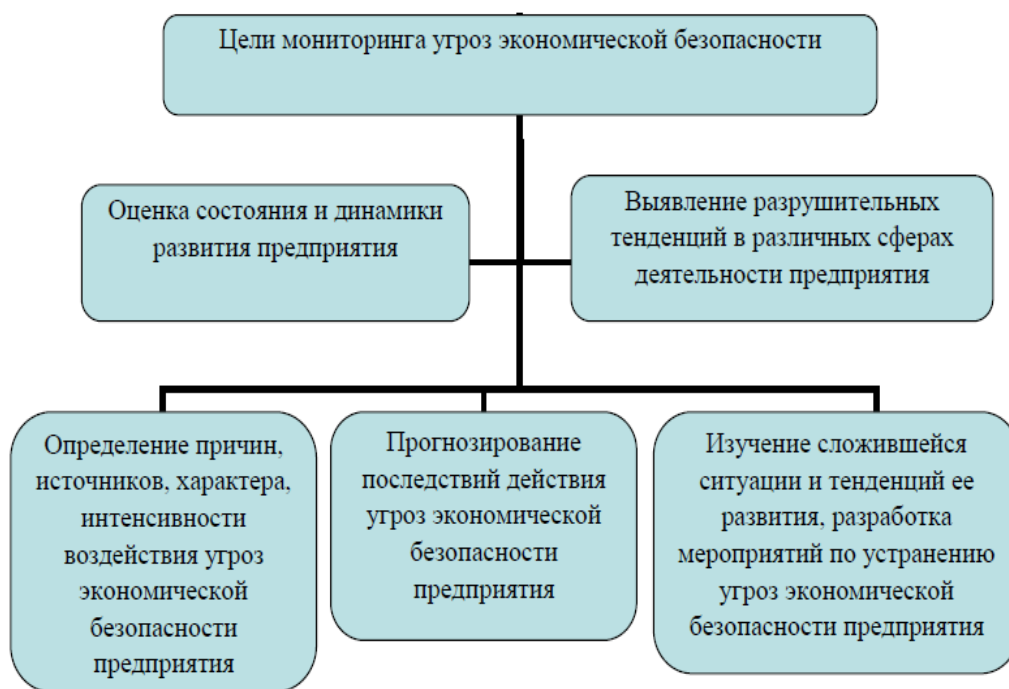 Цели мониторинга угроз экономической безопасности
Оценка состояния и динамики
развития предприятия
Выявление разрушительных
тенденций в различных сферах
деятельности предприятия
Определение причин,
источников, характера,
интенсивности
воздействия угроз
экономической
безопасности
предприятия
Прогнозирование
последствий действия
угроз экономической
безопасности
предприятия
Изучение сложившейся
ситуации и тенденций ее
развития, разработка
мероприятий по устранению
угроз экономической
безопасности предприятия